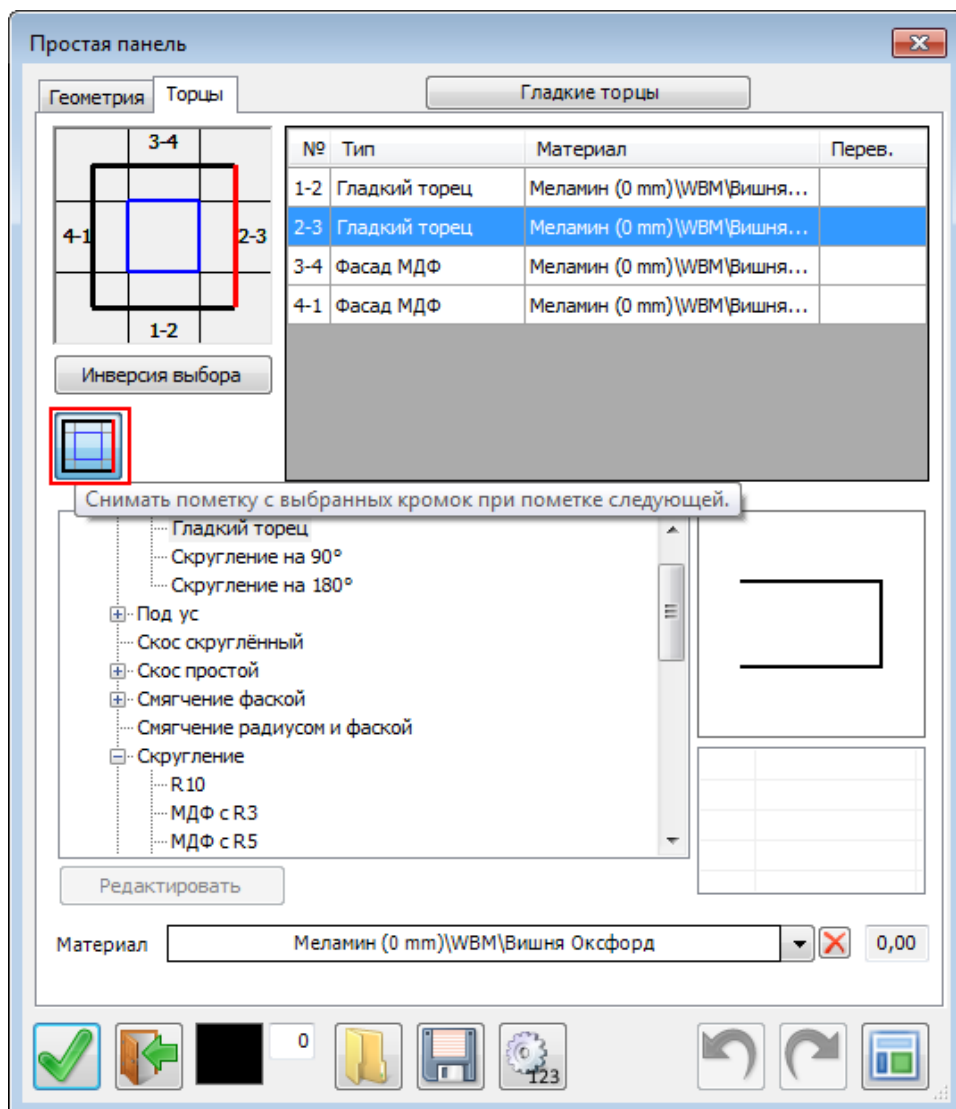 Простая панель
Геометрия
Торцы
Гладкие торцы
3-4
4-1
2-3
1-2
№ Тип Материал Перев.
1-2 Гладкий торец Меламин (0 mm)\WBM\Вишня...
2-3 Гладкий торец Меламин (0 mm)\WBM\Вишня...
3-4 Фасад МДФ Меламин (0 mm)\WBM\Вишня...
4-1 Фасад МДФ Меламин (0 mm)\WBM\Вишня...
Инверсия выбора
Снимать пометку с выбранных кромок при пометке следующей.
Гладкий торец
Скругление на 90°
Скругление на 180°
Под ус
Скос скруглённый
Скос простой
Смягчение фаской
Смягчение радиусом и фаской
Скругление
R10
МДФ с R3
МДФ с R5
Редактировать
Материал Меламин (0 mm)\WBM\Вишня Оксфорд 0,00
0
123